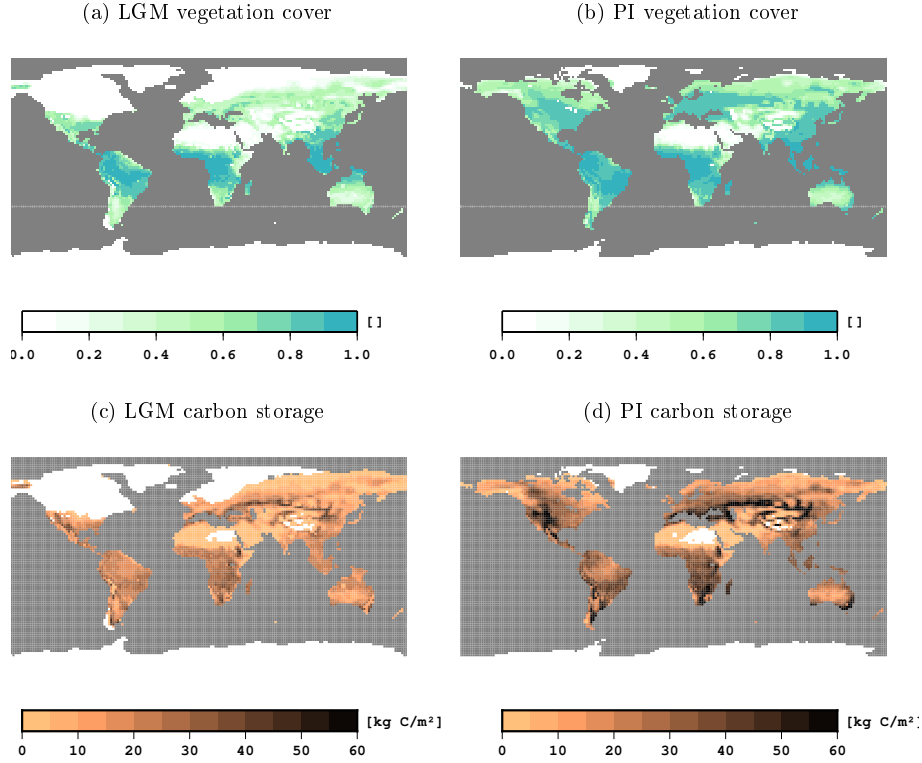 (a) LGM vegetation cover
(b) PI vegetation cover
[]
0.0 0.2 0.4 0.6 0.8 1.0
[]
0.0 0.2 0.4 0.6 0.8 1.0
(c) LGM carbon storage
(d) PI carbon storage
[kg C/m²]
0 10 20 30 40 50 60
[kg C/m²]
0 10 20 30 40 50 60